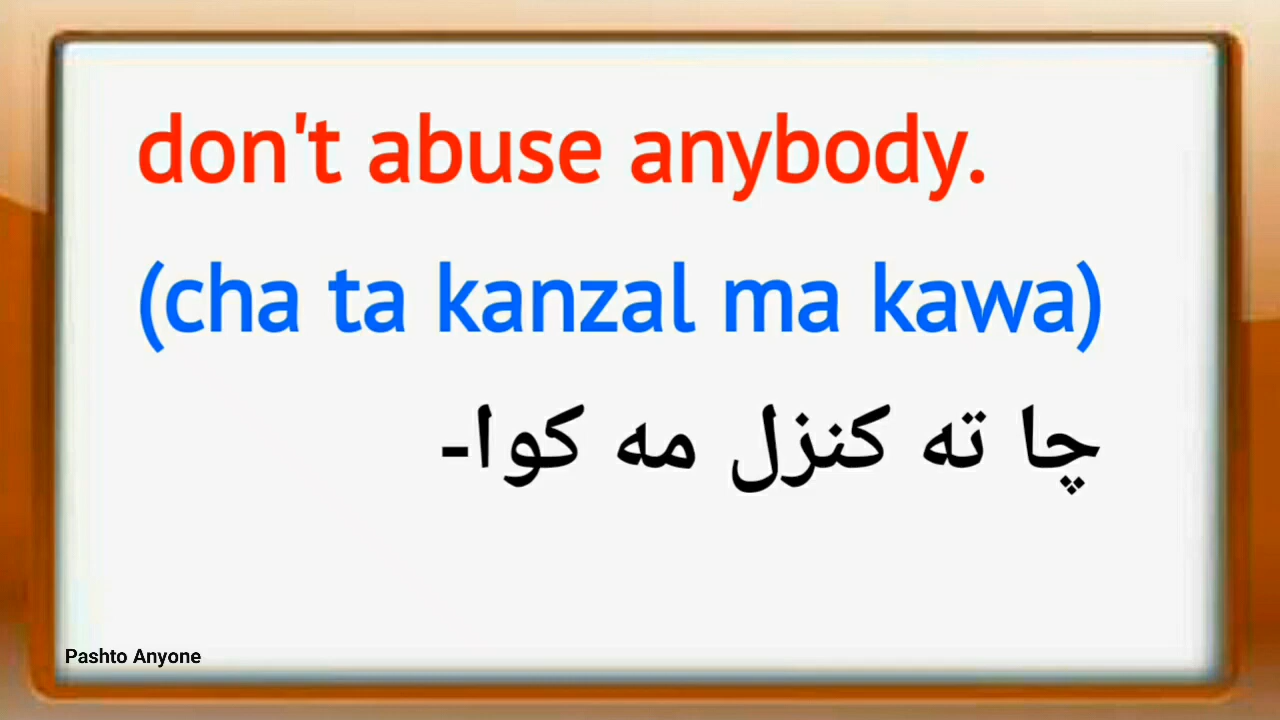 don't abuse anybody.
(cha ta kanzal ma kawa)
چا ته کنزل مه کوا-
Pashto Anyone